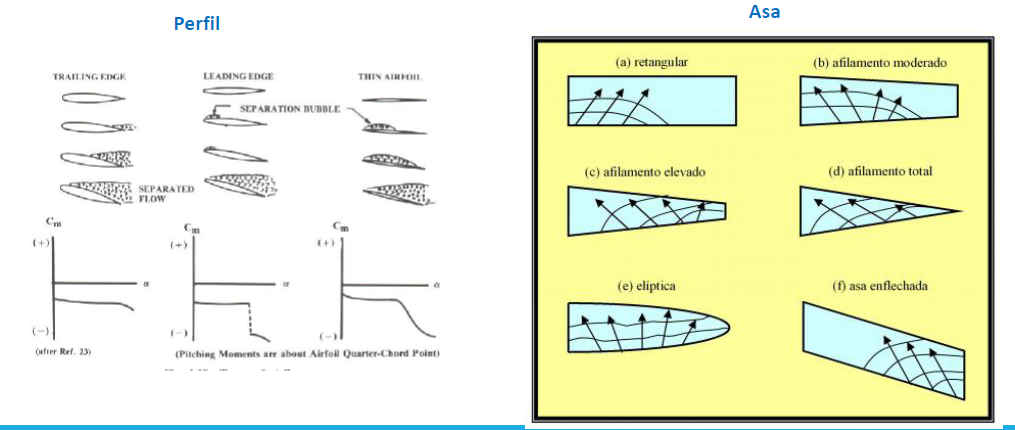 Perfil
TRAILING EDGE
LEADING EDGE
THIN AIRFOIL
SEPARATION BUBBLE
SEPARATED
FLOW
Cm
(+)
α
(−)
Cm
(+)
α
(−)
Cm
(+)
α
(−)
(after Ref. 23)
(Pitching Moments are about Airfoil Quarter-Chord Point)
Asa
(a) retangular
(b) afilamento moderado
(c) afilamento elevado
(d) afilamento total
(e) elíptica
(f) asa enflechada